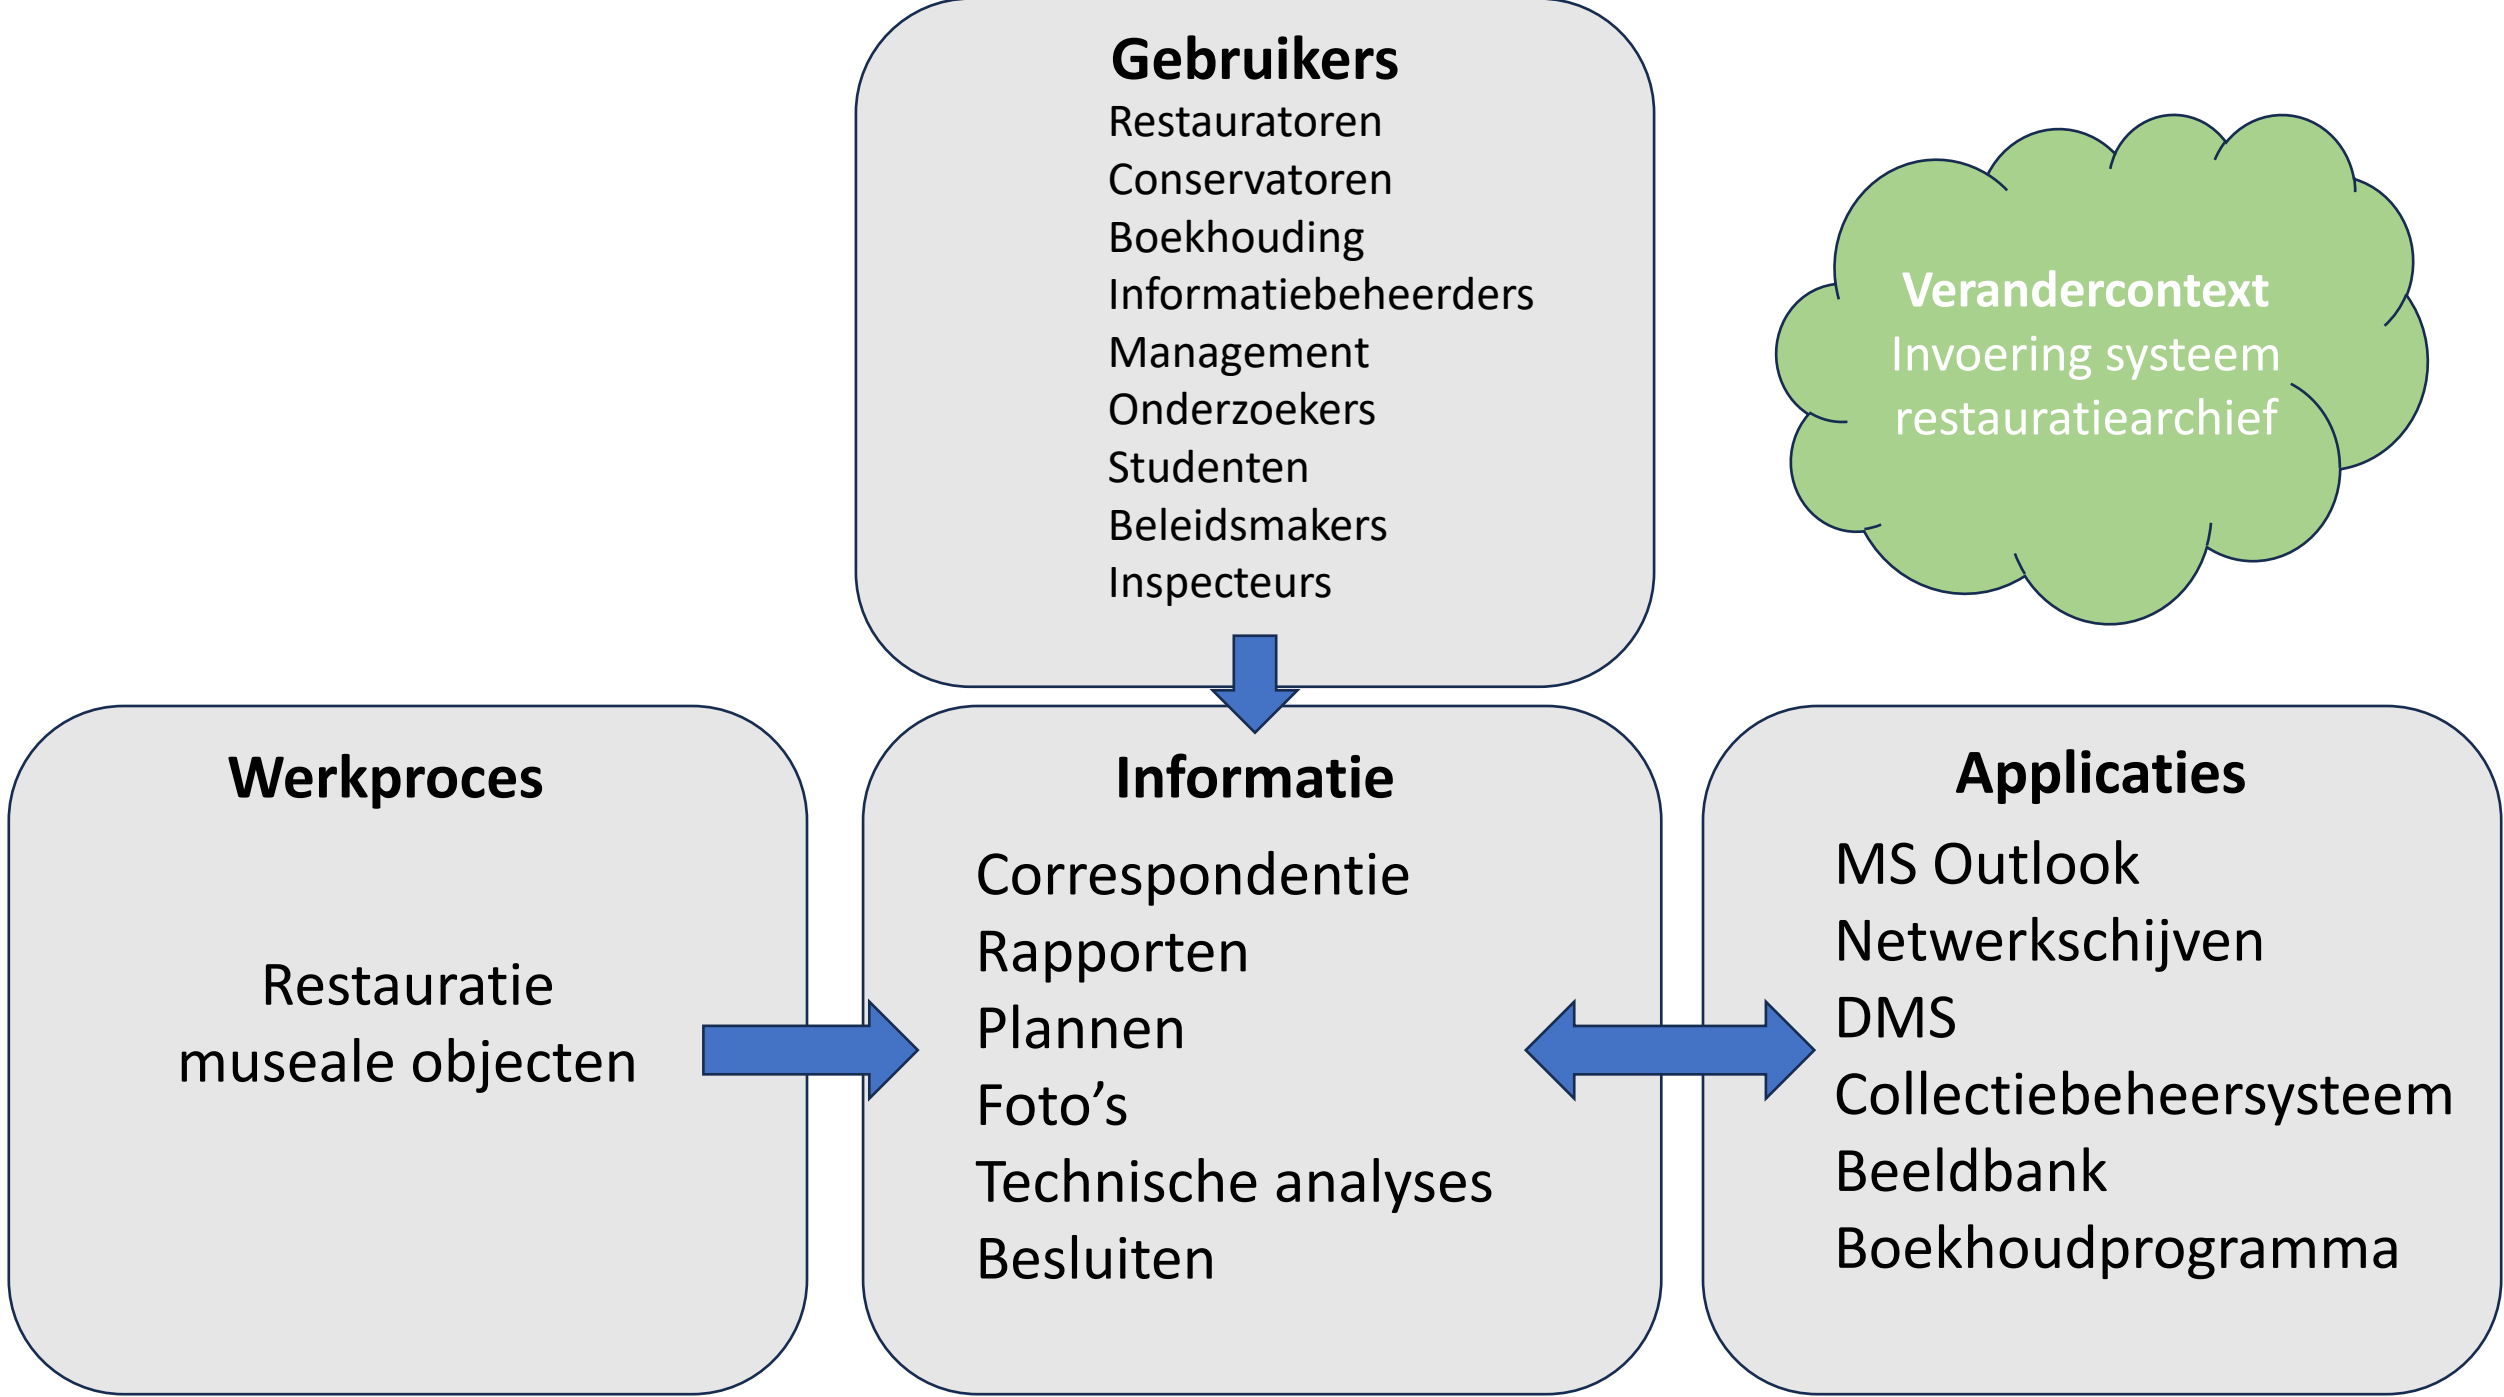 Gebruikers
Restauratoren
Conservatoren
Boekhouding
Informatiebeheerders
Management
Onderzoekers
Studenten
Beleidsmakers
Inspecteurs
Verandercontext
Invoering systeem
restauratiearchief
Werkproces
Restauratie
museale objecten
Informatie
Correspondentie
Rapporten
Plannen
Foto’s
Technische analyses
Besluiten
Applicaties
MS Outlook
Netwerkschijven
DMS
Collectiebeheersysteem
Beeldbank
Boekhoudprogramma